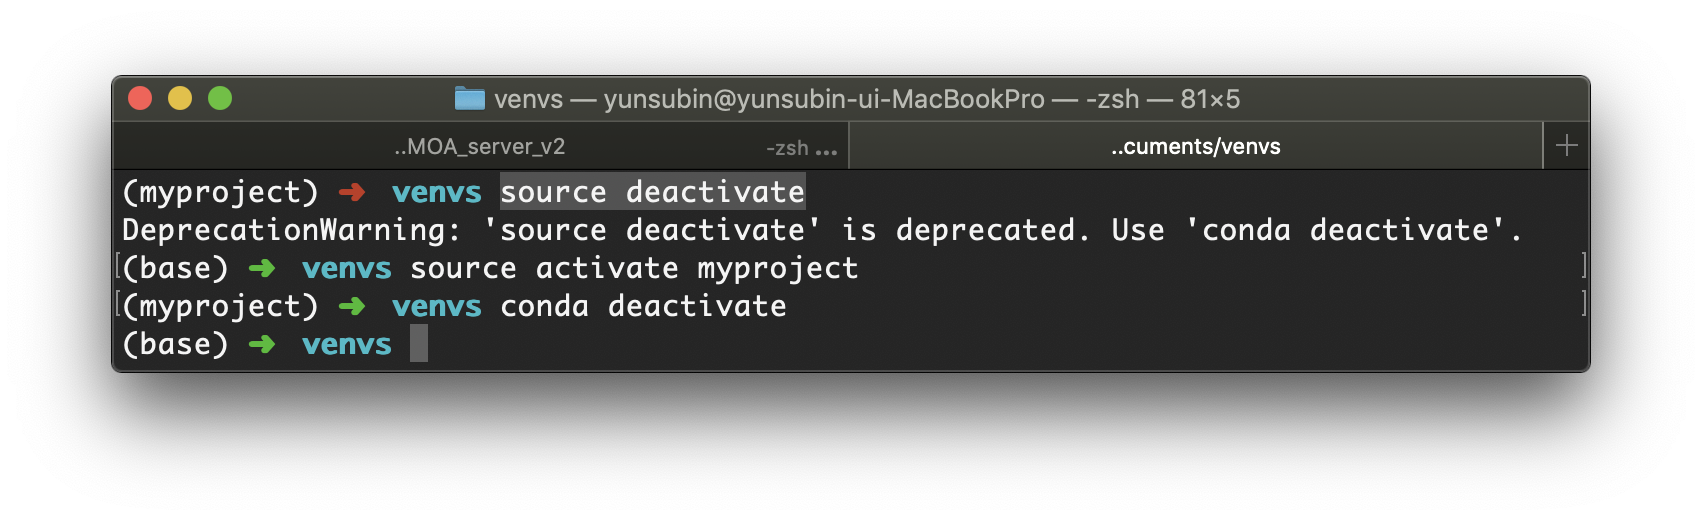 venvs — yunsubin@yunsubin-ui-MacBookPro — -zsh — 81×5
..MOA_server_v2 -zsh ... ..cuments/venvs +
(myproject) ➜ venvs source deactivate
DeprecationWarning: 'source deactivate' is deprecated. Use 'conda deactivate'.
[(base) ➜ venvs source activate myproject ]
[(myproject) ➜ venvs conda deactivate ]
(base) ➜ venvs